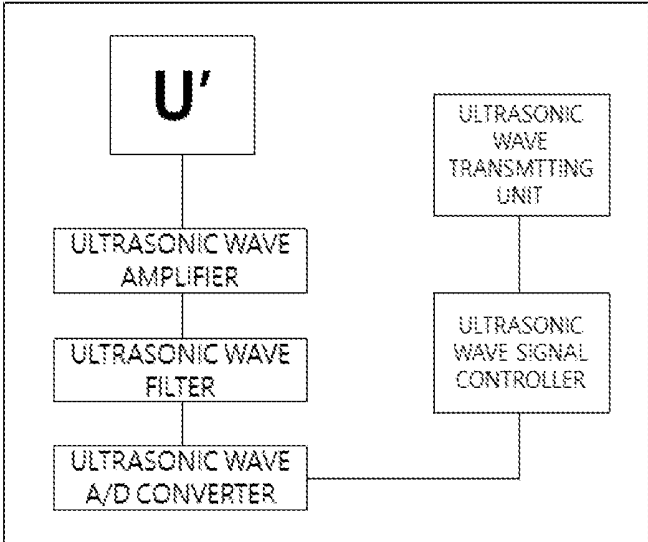 U'
ULTRASONIC WAVE
AMPLIFIER
ULTRASONIC WAVE
FILTER
ULTRASONIC WAVE
A/D CONVERTER
ULTRASONIC
WAVE
TRANSMTTING
UNIT
ULTRASONIC
WAVE SIGNAL
CONTROLLER